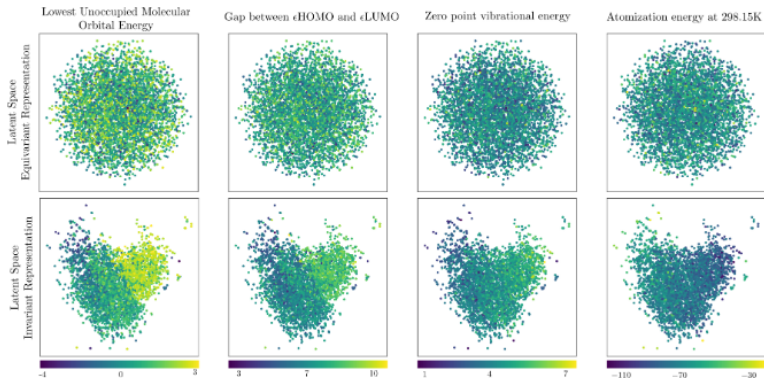 Lowest Unoccupied Molecular
Orbital Energy
Gap between ϵHOMO and ϵLUMO
Zero point vibrational energy
Atomization energy at 298.15K
Latent Space
Equivariant Representation
Latent Space
Invariant Representation
−4 0 3
3 7 10
1 4 7
−110 −70 −30